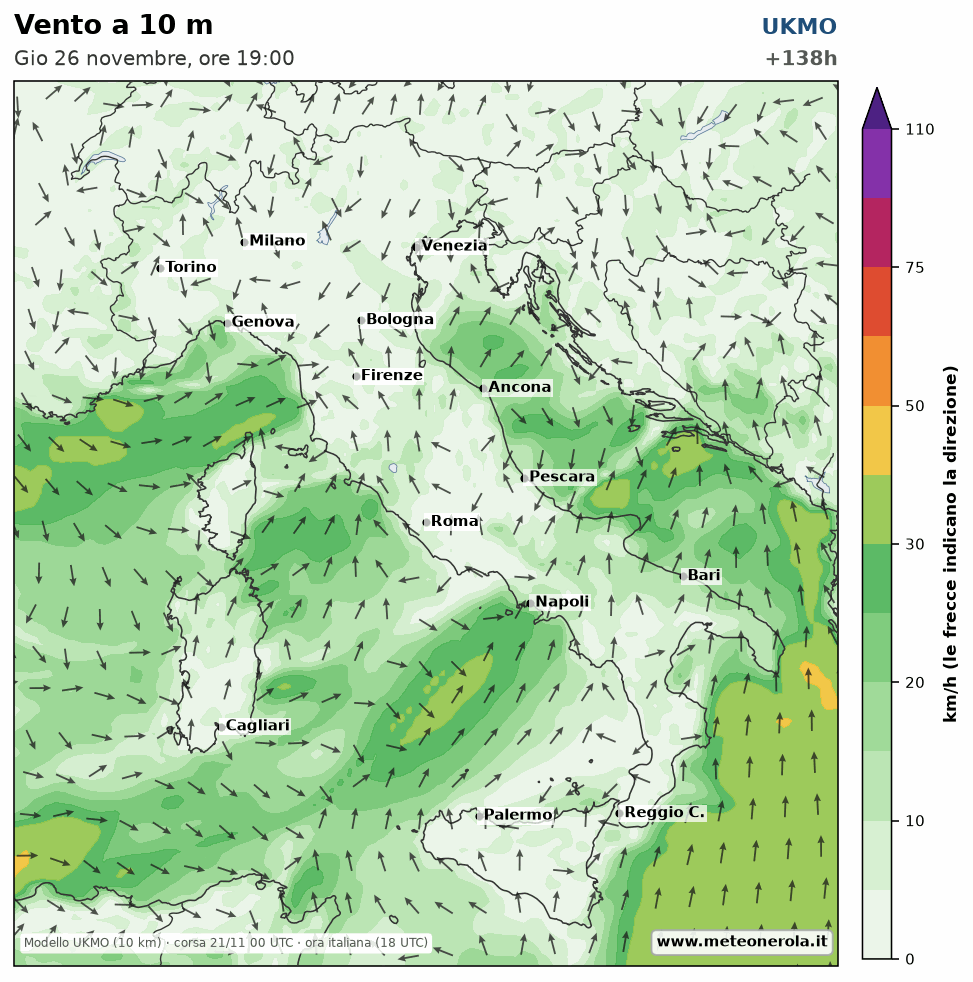 Vento a 10 m
UKMO
Gio 26 novembre, ore 19:00
+138h
110
75
50
30
20
10
0
km/h (le frecce indicano la direzione)
Milano
Venezia
Torino
Genova
Bologna
Firenze
Ancona
Pescara
Roma
Bari
Napoli
Cagliari
Palermo
Reggio C.
Modello UKMO (10 km) · corsa 21/11 00 UTC · ora italiana (18 UTC)
www.meteonerola.it